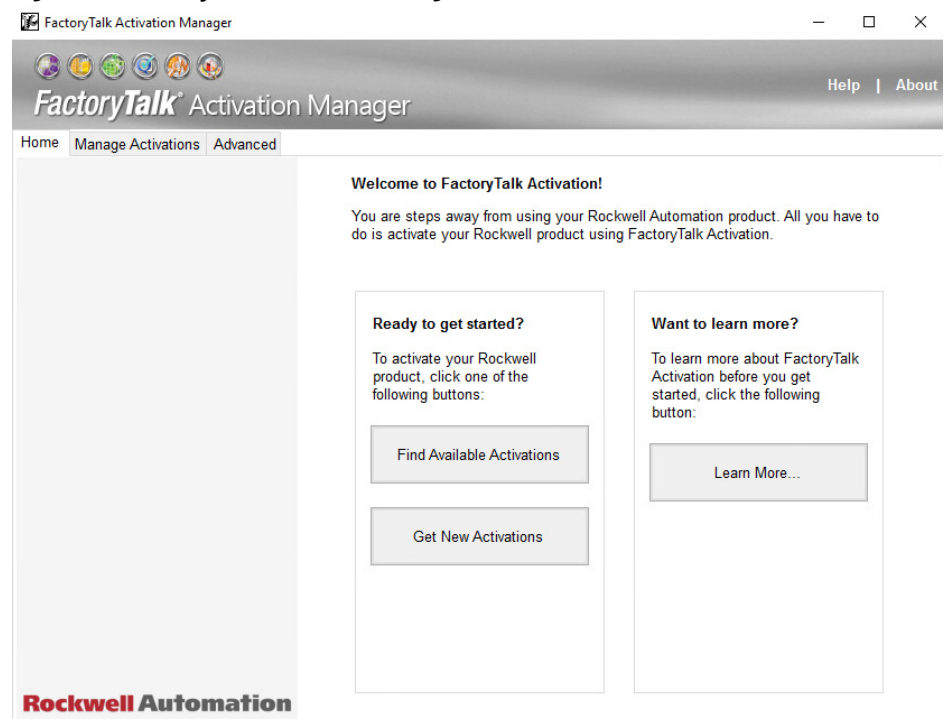 FactoryTalk Activation Manager
FactoryTalk® Activation Manager
Help | About
Home Manage Activations Advanced
Welcome to FactoryTalk Activation!
You are steps away from using your Rockwell Automation product. All you have to
do is activate your Rockwell product using FactoryTalk Activation.
Ready to get started?
To activate your Rockwell
product, click one of the
following buttons:
Find Available Activations
Get New Activations
Want to learn more?
To learn more about FactoryTalk
Activation before you get
started, click the following
button:
Learn More...
Rockwell Automation